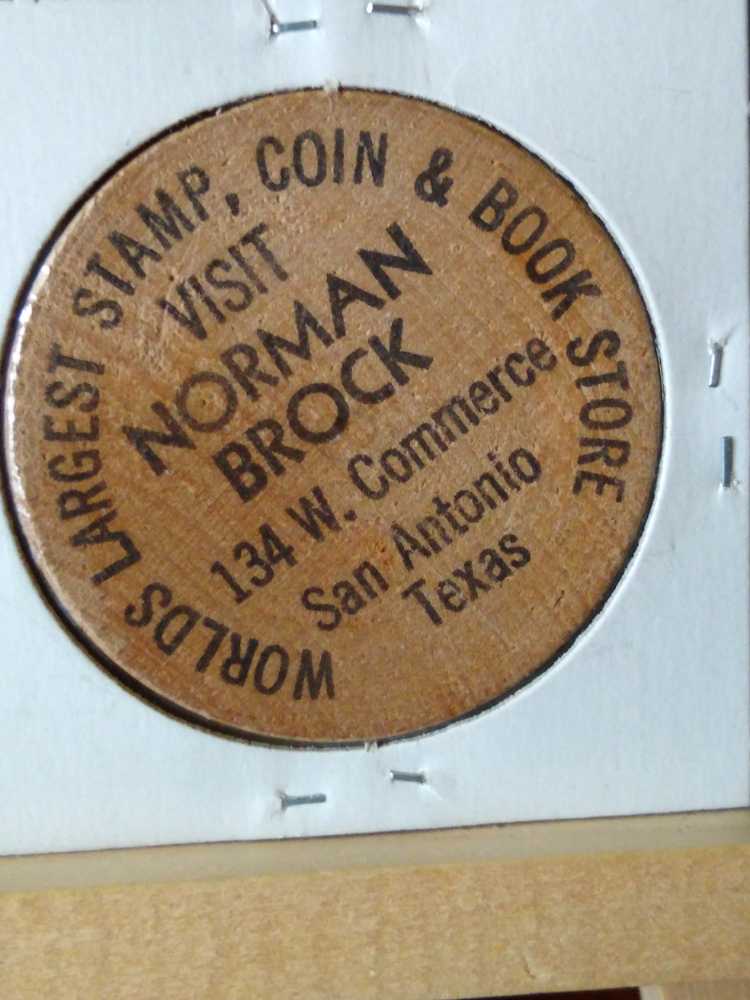 WORLDS LARGEST STAMP, COIN & BOOK STORE
VISIT
NORMAN
BROCK
134 W. Commerce
San Antonio
Texas